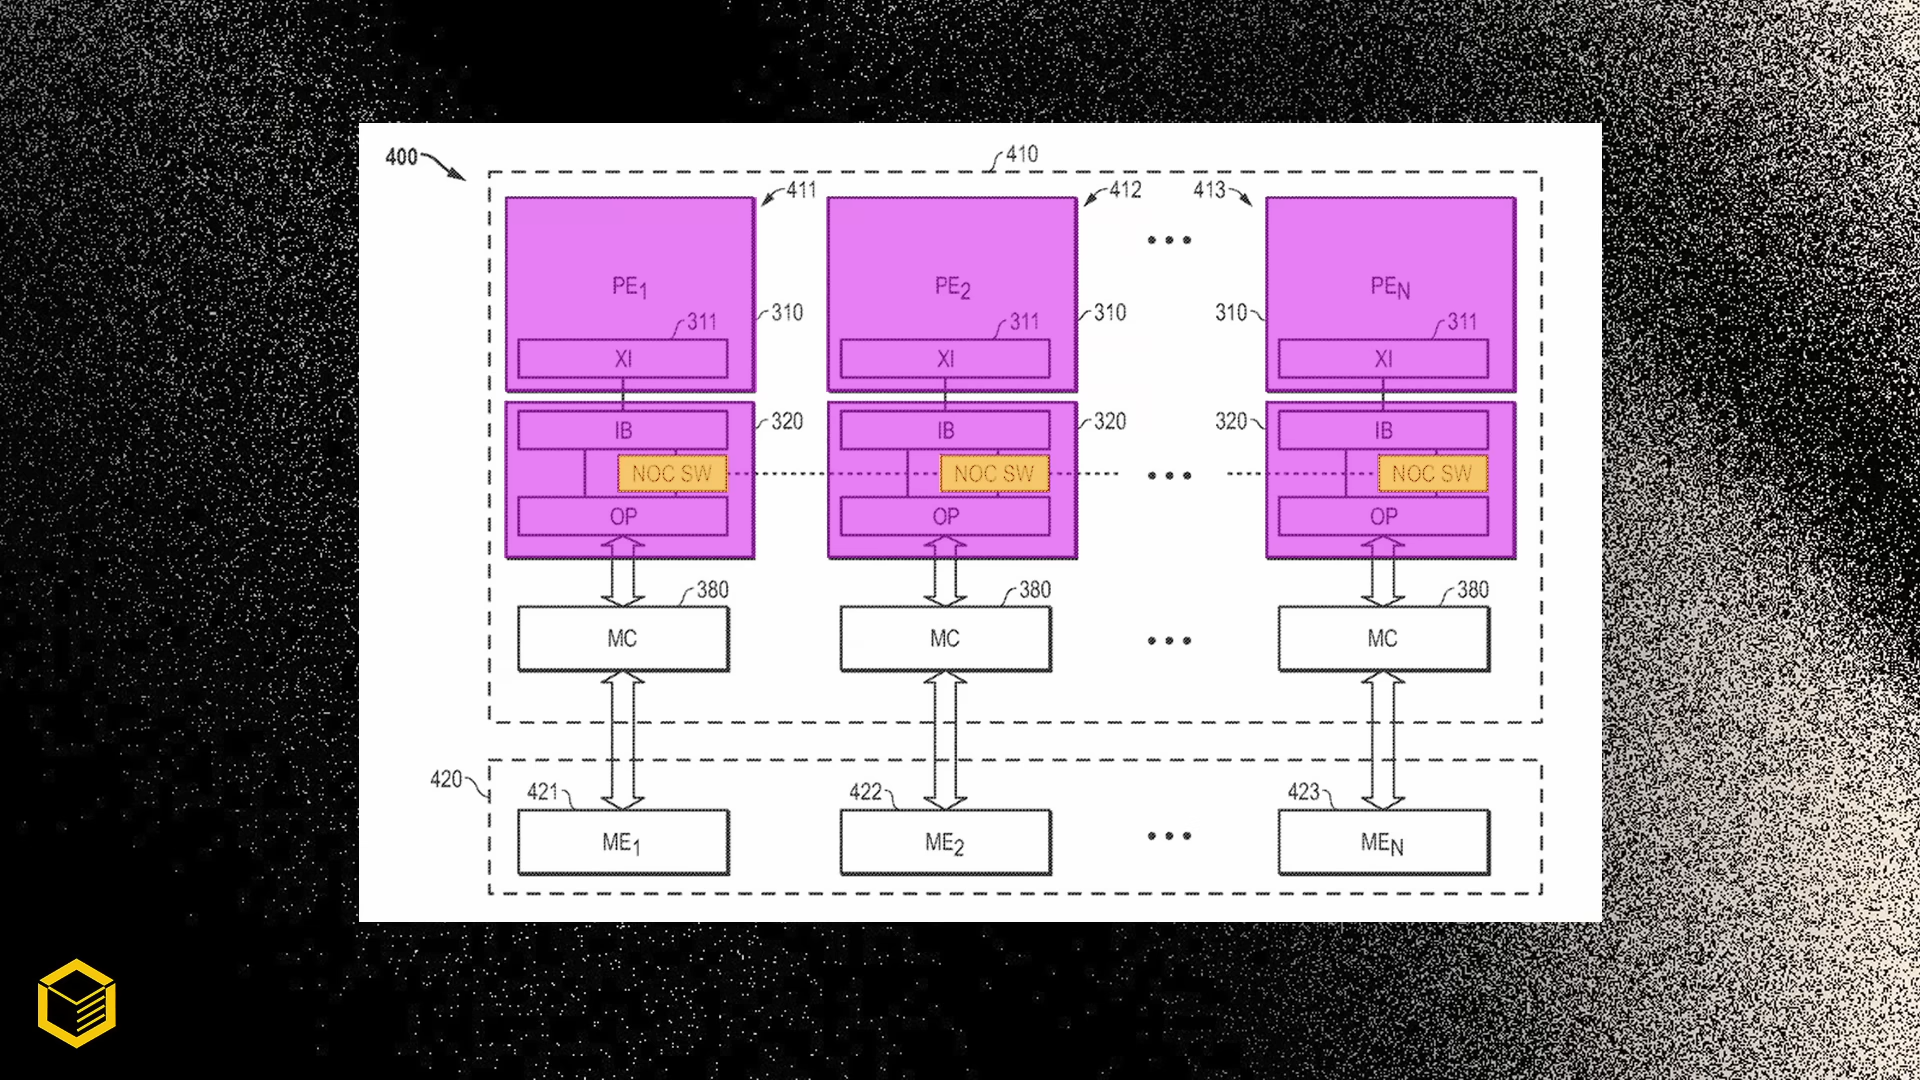 400
410
411 412 413
PE1 PE2 PEN
310 310 310
311 311 311
XI XI XI
320 320 320
IB IB IB
NOC SW NOC SW NOC SW
OP OP OP
380 380 380
MC MC MC
420
421 422 423
ME1 ME2 MEN